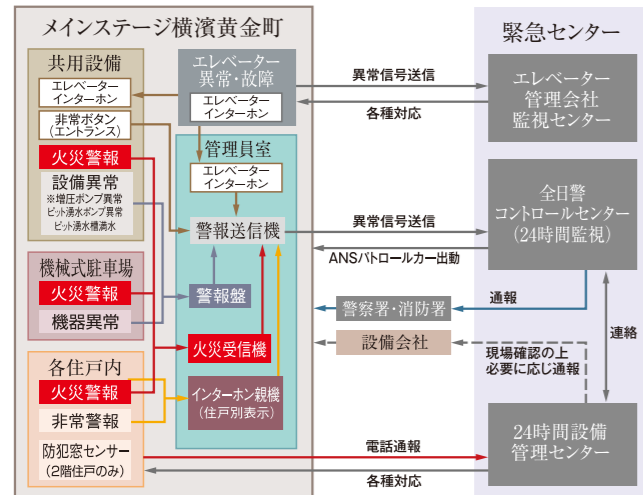 メインステージ横濱黄金町
緊急センター
共用設備
エレベーター
インターホン
非常ボタン
(エントランス)
火災警報
設備異常
※増圧ポンプ異常
ピット湧水ポンプ異常
ピット湧水槽満水
機械式駐車場
火災警報
機器異常
各住戸内
火災警報
非常警報
防犯窓センサー
(2階住戸のみ)
エレベーター
異常・故障
エレベーター
インターホン
管理員室
エレベーター
インターホン
警報送信機
警報盤
火災受信機
インターホン親機
(住戸別表示)
異常信号送信
各種対応
異常信号送信
ANSパトロールカー出動
警察署・消防署
通報
設備会社
現場確認の上
必要に応じ通報
連絡
電話通報
各種対応
エレベーター
管理会社
監視センター
全日警
コントロールセンター
(24時間監視)
24時間設備
管理センター